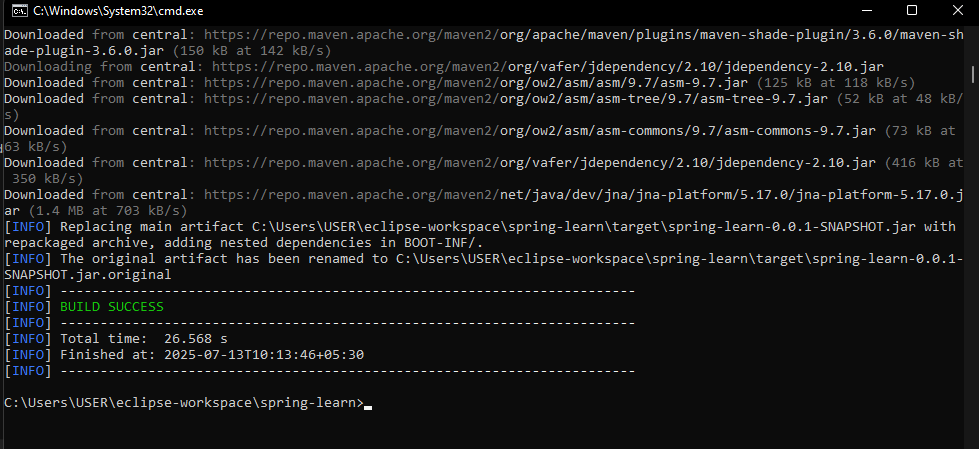 C:\Windows\System32\cmd.exe
Downloaded from central: https://repo.maven.apache.org/maven2/org/apache/maven/plugins/maven-shade-plugin/3.6.0/maven-sh
ade-plugin-3.6.0.jar (150 kB at 142 kB/s)
Downloading from central: https://repo.maven.apache.org/maven2/org/vafer/jdependency/2.10/jdependency-2.10.jar
Downloaded from central: https://repo.maven.apache.org/maven2/org/ow2/asm/asm/9.7/asm-9.7.jar (125 kB at 118 kB/s)
Downloaded from central: https://repo.maven.apache.org/maven2/org/ow2/asm/asm-tree/9.7/asm-tree-9.7.jar (52 kB at 48 kB/
s)
Downloaded from central: https://repo.maven.apache.org/maven2/org/ow2/asm/asm-commons/9.7/asm-commons-9.7.jar (73 kB at
63 kB/s)
Downloaded from central: https://repo.maven.apache.org/maven2/org/vafer/jdependency/2.10/jdependency-2.10.jar (416 kB at
350 kB/s)
Downloaded from central: https://repo.maven.apache.org/maven2/net/java/dev/jna/jna-platform/5.17.0/jna-platform-5.17.0.j
ar (1.4 MB at 703 kB/s)
[INFO] Replacing main artifact C:\Users\USER\eclipse-workspace\spring-learn\target\spring-learn-0.0.1-SNAPSHOT.jar with
repackaged archive, adding nested dependencies in BOOT-INF/.
[INFO] The original artifact has been renamed to C:\Users\USER\eclipse-workspace\spring-learn\target\spring-learn-0.0.1-
SNAPSHOT.jar.original
[INFO] ------------------------------------------------------------------------
[INFO] BUILD SUCCESS
[INFO] ------------------------------------------------------------------------
[INFO] Total time:  26.568 s
[INFO] Finished at: 2025-07-13T10:13:46+05:30
[INFO] ------------------------------------------------------------------------
C:\Users\USER\eclipse-workspace\spring-learn>